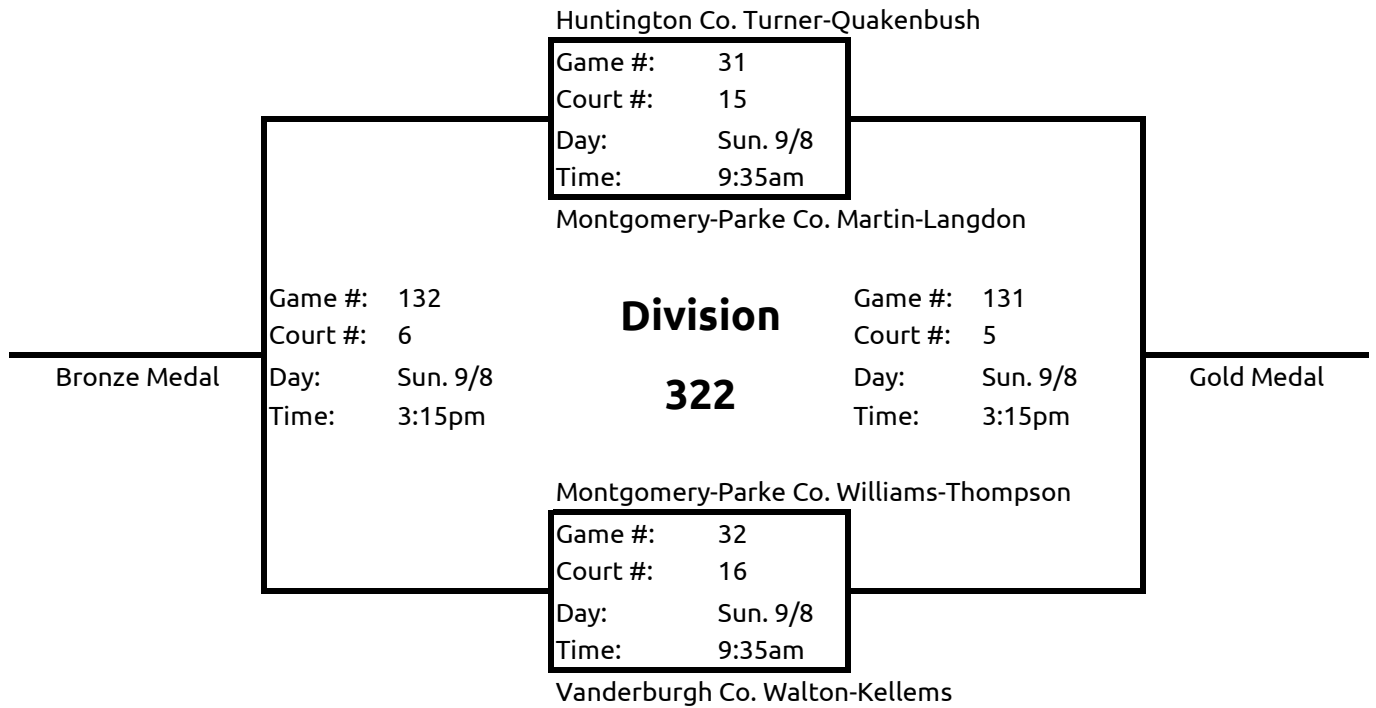 Huntington Co. Turner-Quakenbush
Game #: 31
Court #: 15
Day: Sun. 9/8
Time: 9:35am
Montgomery-Parke Co. Martin-Langdon
Game #: 132
Court #: 6
Day: Sun. 9/8
Time: 3:15pm
Bronze Medal
Division
322
Game #: 131
Court #: 5
Day: Sun. 9/8
Time: 3:15pm
Gold Medal
Montgomery-Parke Co. Williams-Thompson
Game #: 32
Court #: 16
Day: Sun. 9/8
Time: 9:35am
Vanderburgh Co. Walton-Kellems